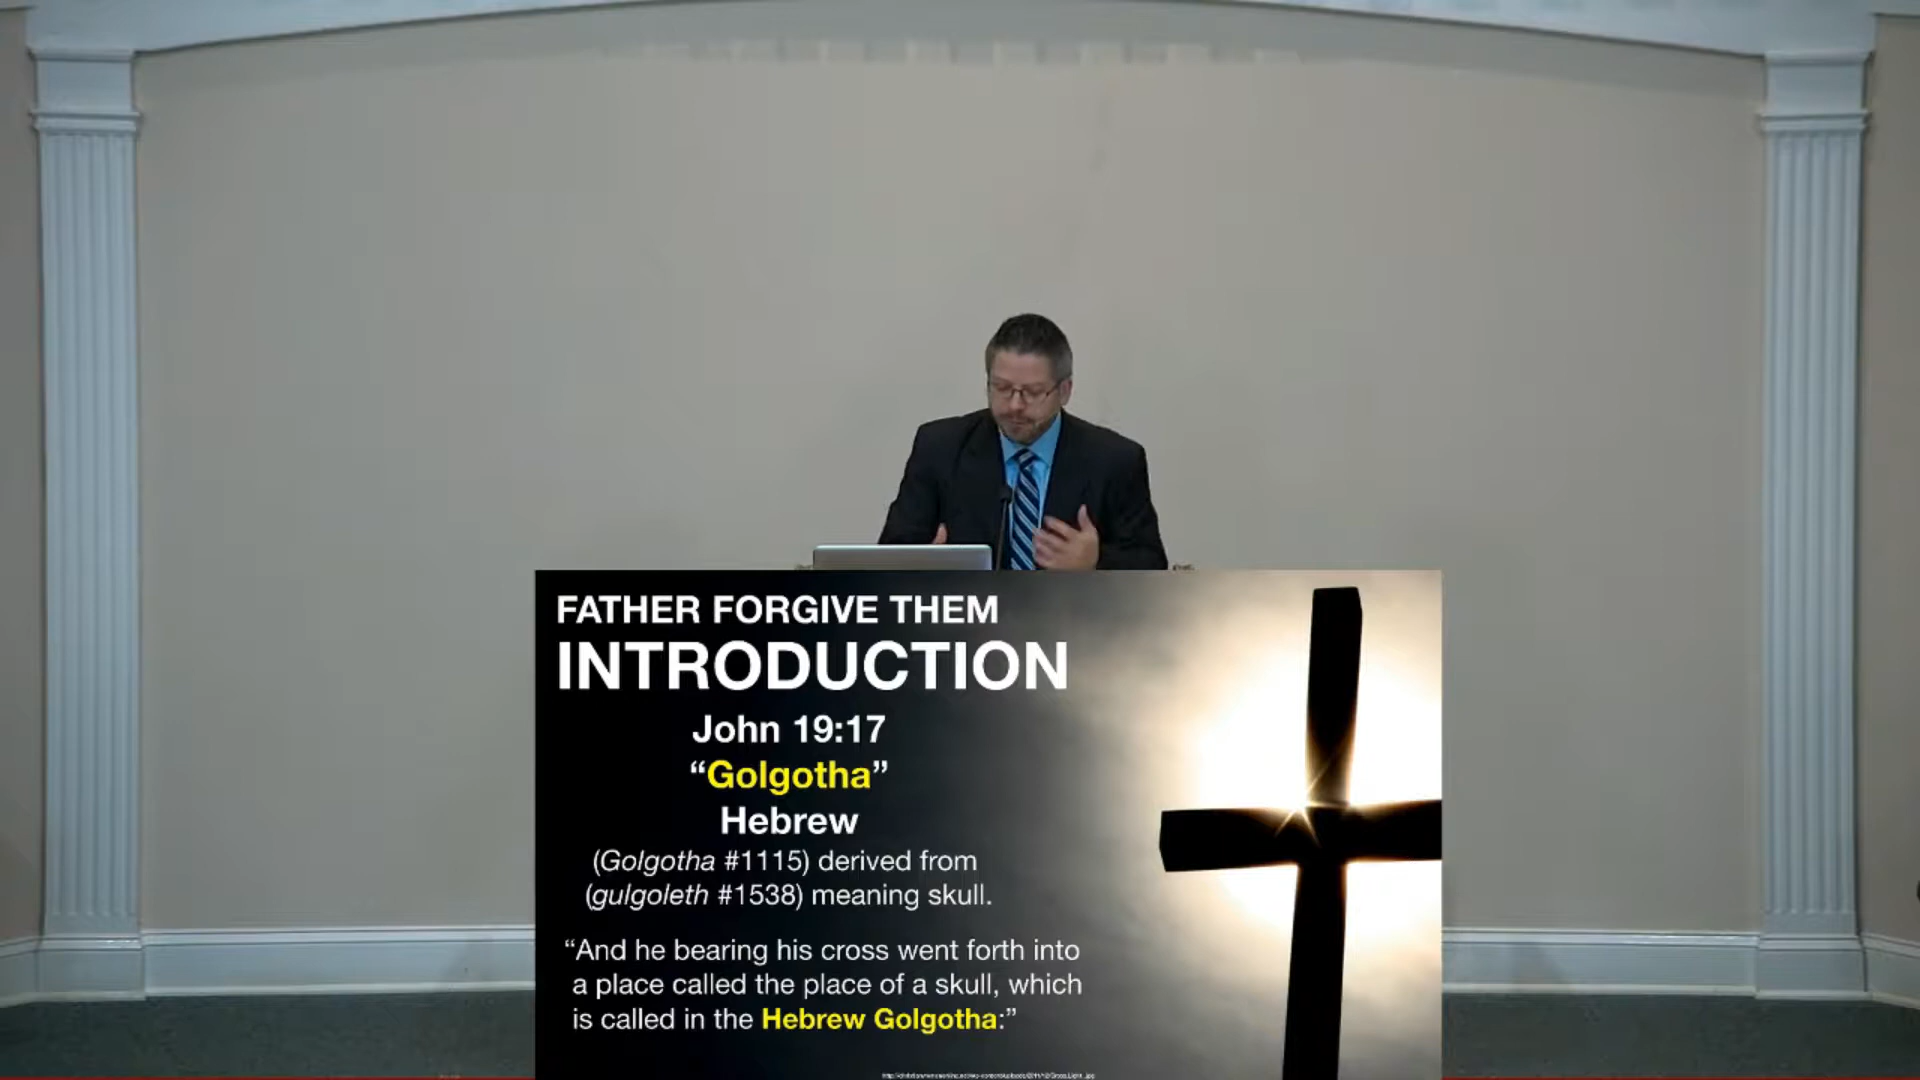 FATHER FORGIVE THEM
INTRODUCTION
John 19:17
“Golgotha”
Hebrew
(Golgotha #1115) derived from
(gulgoleth #1538) meaning skull.
“And he bearing his cross went forth into
a place called the place of a skull, which
is called in the Hebrew Golgotha:”